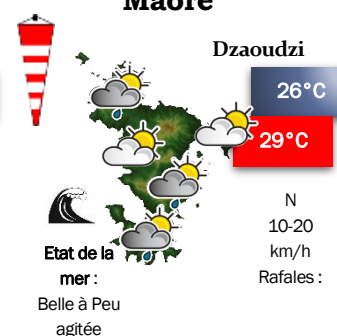 Maore
Dzaoudzi
26°C
29°C
N
10-20
km/h
Rafales :
Etat de la
mer :
Belle à Peu
agitée